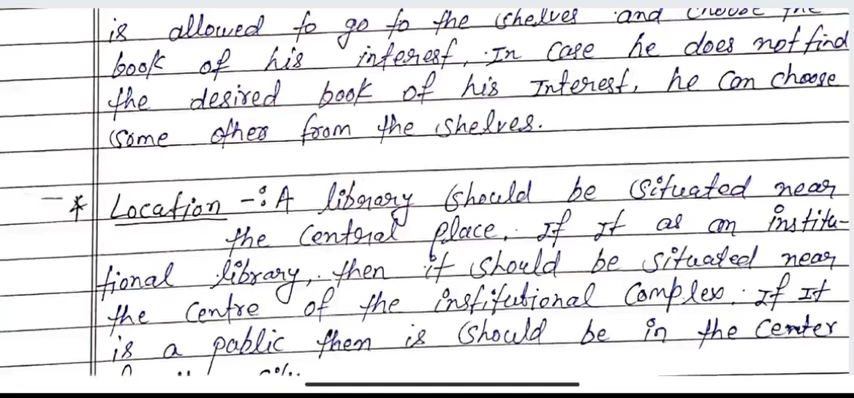 is allowed to go to the shelves and choose the
book of his interest, In case he does not find
the desired book of his Interest, he can choose
some other from the shelves.
* Location -: A library should be situated near
the central place, If It as an institu-
tional library, then it should be situated near
the centre of the institutional complex. If It
is a public then is should be in the center